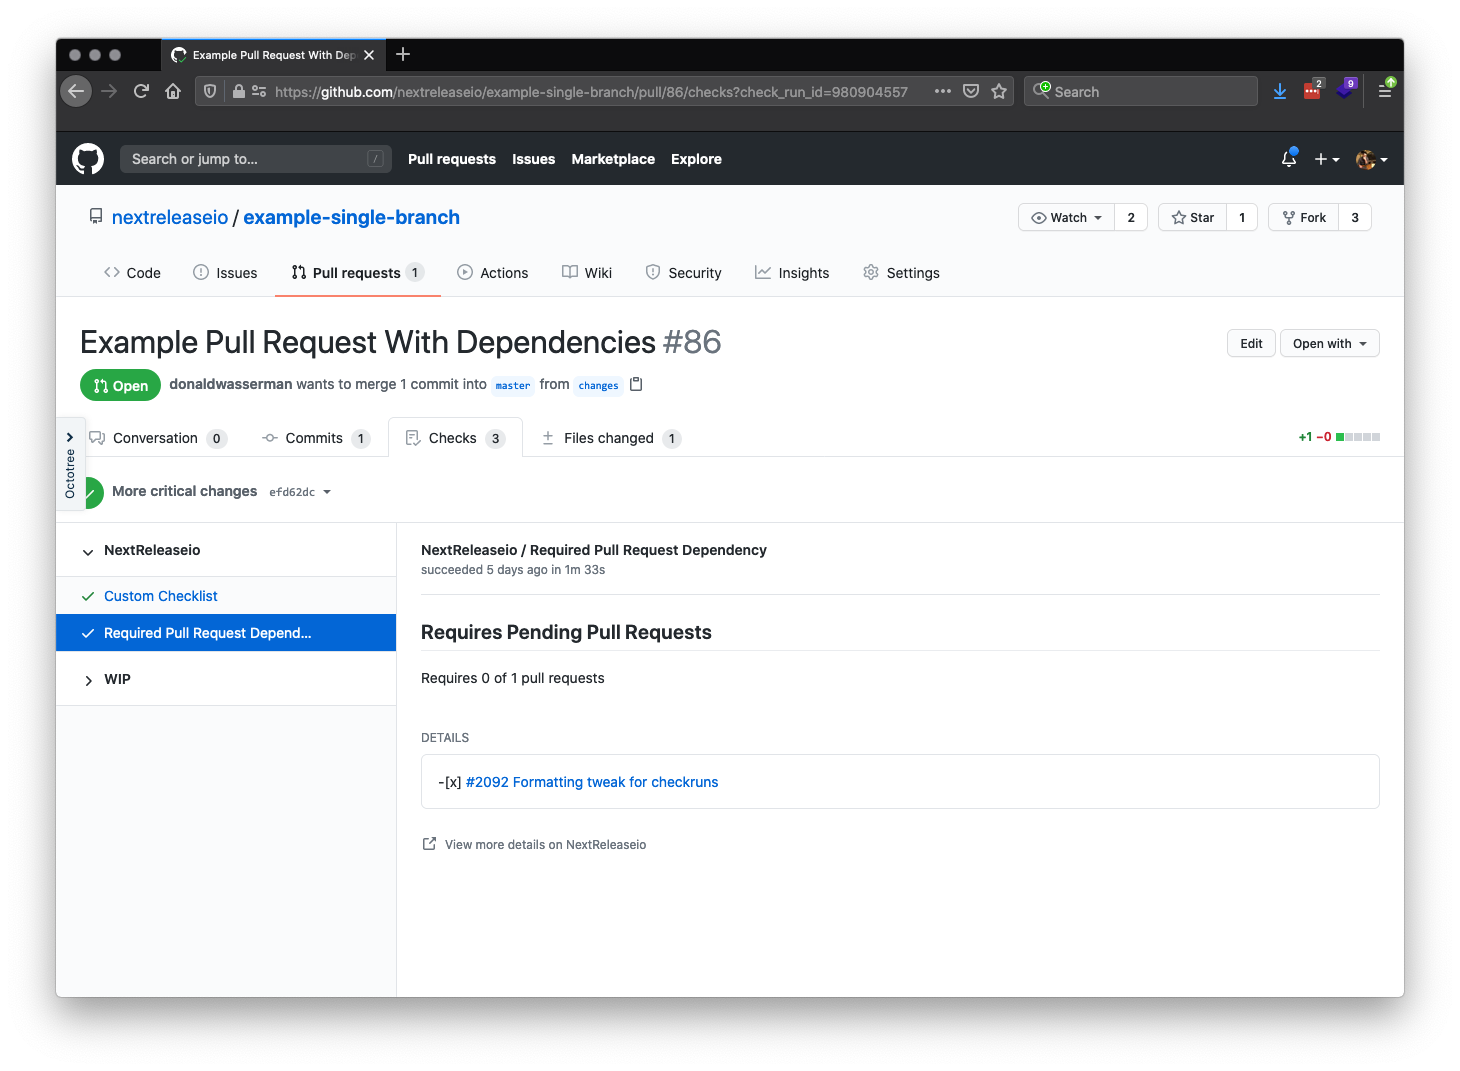 Example Pull Request With Dep
https://github.com/nextreleaseio/example-single-branch/pull/86/checks?check_run_id=980904557
Search
2
9
Search or jump to...
/
Pull requests
Issues
Marketplace
Explore
nextreleaseio / example-single-branch
Watch
2
Star
1
Fork
3
Code
Issues
Pull requests 1
Actions
Wiki
Security
Insights
Settings
Example Pull Request With Dependencies #86
Edit
Open with
Open
donaldwasserman wants to merge 1 commit into master from changes
Conversation 0
Commits 1
Checks 3
Files changed 1
+1 −0
Octotree
More critical changes efd62dc
NextReleaseio
Custom Checklist
Required Pull Request Depend...
WIP
NextReleaseio / Required Pull Request Dependency
succeeded 5 days ago in 1m 33s
Requires Pending Pull Requests
Requires 0 of 1 pull requests
DETAILS
-[x] #2092 Formatting tweak for checkruns
View more details on NextReleaseio